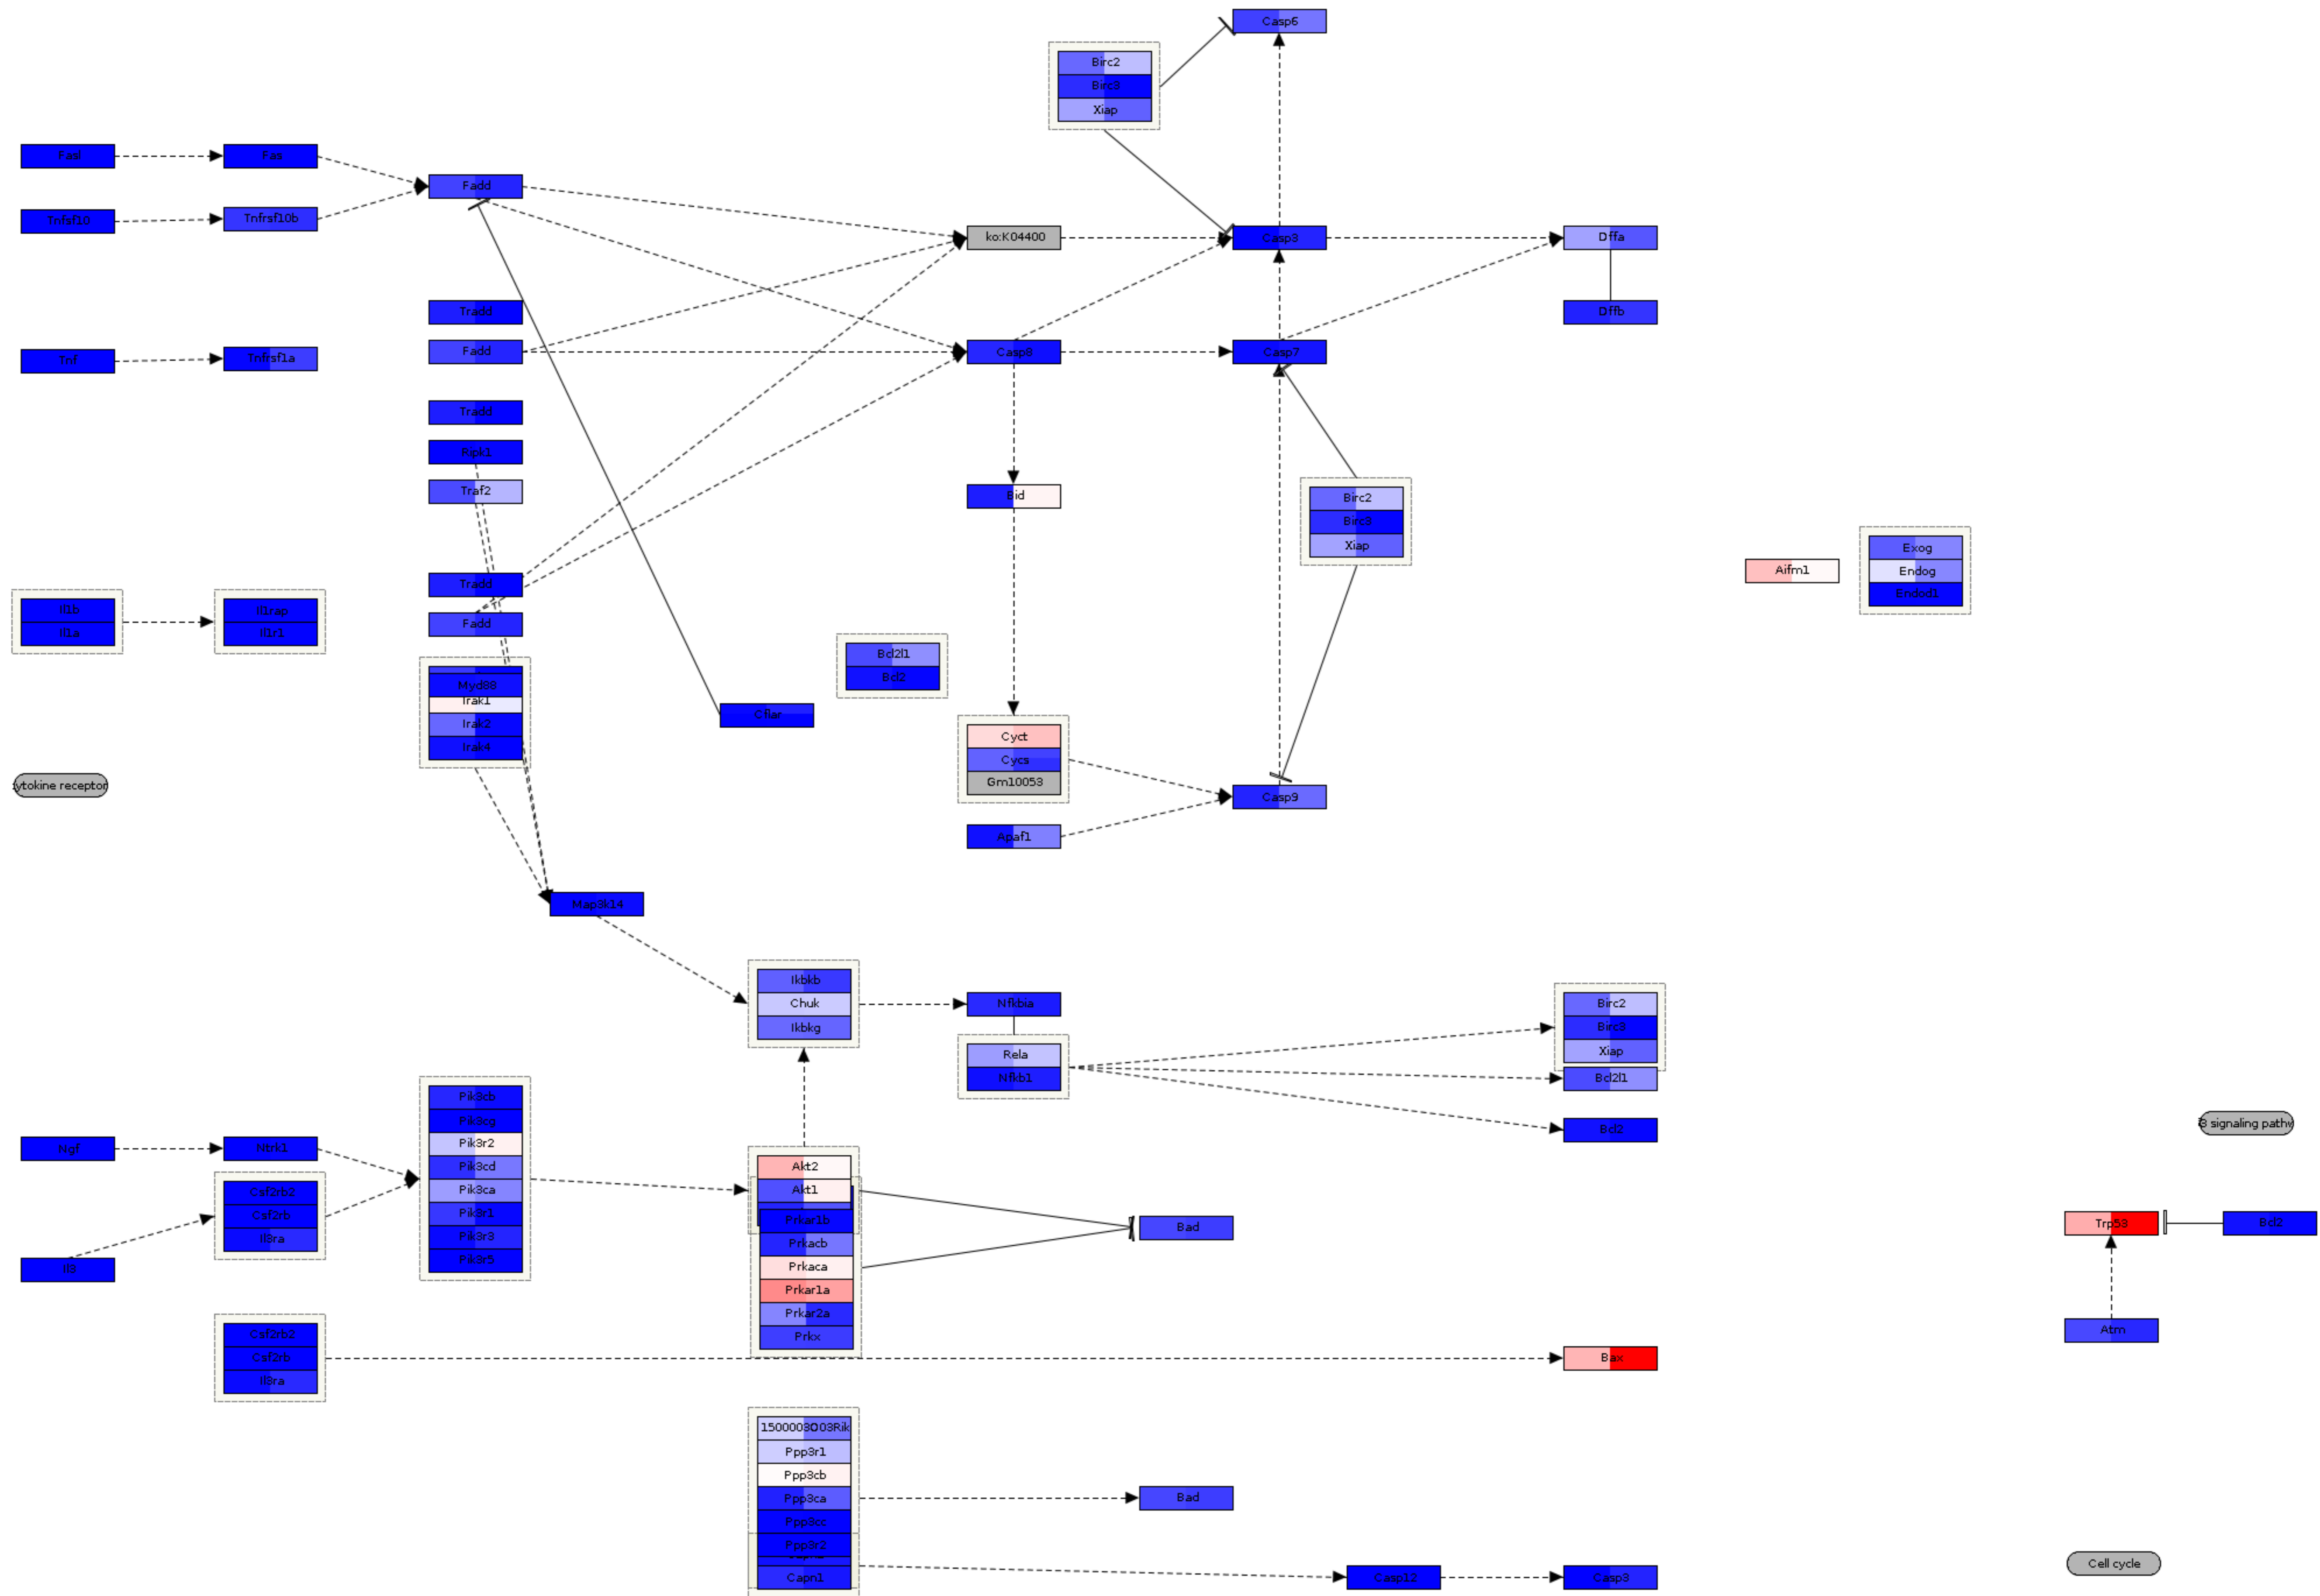 Casp6
Birc2
Birc3
Xiap
Fasl
Fas
Fadd
Tnfsf10
Tnfrsf10b
ko:K04400
Casp3
Dffa
Tradd
Dffb
Tnf
Tnfrsf1a
Fadd
Casp8
Casp7
Tradd
Ripk1
Traf2
Bid
Birc2
Birc3
Xiap
Exog
Aifm1
Endog
Endod1
Tradd
Il1b
Il1rap
Il1a
Il1r1
Fadd
Bcl2l1
Bcl2
Myd88
Irak1
Irak2
Irak4
Cflar
Cyct
Cycs
Gm10053
ytokine receptor
Casp9
Apaf1
Map3k14
Ikbkb
Chuk
Ikbkg
Nfkbia
Birc2
Birc3
Xiap
Rela
Nfkb1
Bcl2l1
Pik3cb
Pik3cg
Pik3r2
Pik3cd
Pik3ca
Pik3r1
Pik3r3
Pik3r5
Bcl2
3 signaling pathw
Ngf
Ntrk1
Csf2rb2
Csf2rb
Il3ra
Il3
Akt2
Akt1
Prkar1b
Prkacb
Prkaca
Prkar1a
Prkar2a
Prkx
Bad
Trp53
Bcl2
Atm
Csf2rb2
Csf2rb
Il3ra
Bax
1500003O03Rik
Ppp3r1
Ppp3cb
Ppp3ca
Ppp3cc
Ppp3r2
Capn1
Bad
Casp12
Casp3
Cell cycle